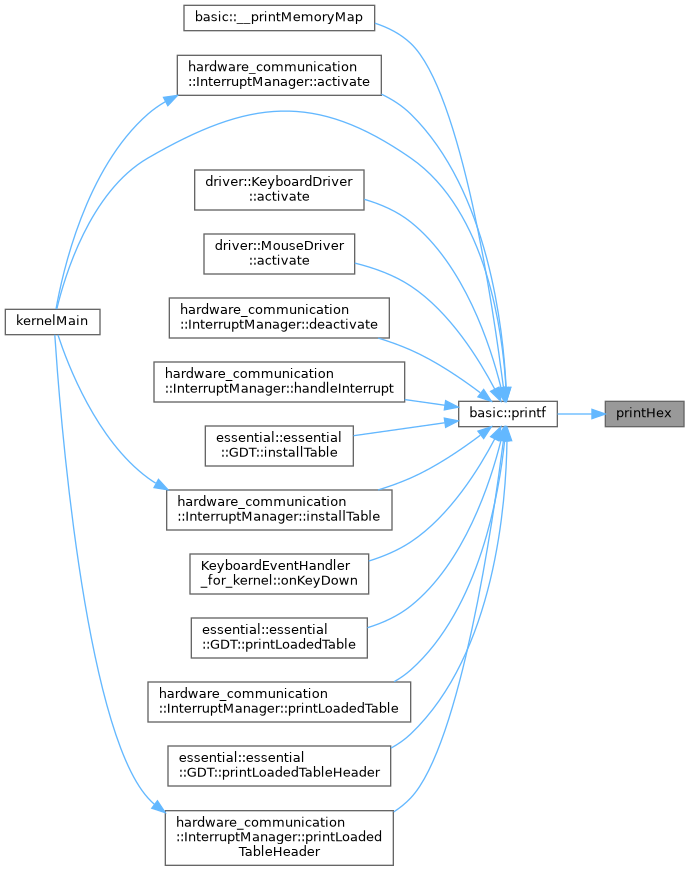 basic::__printMemoryMap
hardware_communication
::InterruptManager::activate
driver::KeyboardDriver
::activate
driver::MouseDriver
::activate
hardware_communication
::InterruptManager::deactivate
kernelMain
hardware_communication
::InterruptManager::handleInterrupt
basic::printf
printHex
essential::essential
::GDT::installTable
hardware_communication
::InterruptManager::installTable
KeyboardEventHandler
_for_kernel::onKeyDown
essential::essential
::GDT::printLoadedTable
hardware_communication
::InterruptManager::printLoadedTable
essential::essential
::GDT::printLoadedTableHeader
hardware_communication
::InterruptManager::printLoaded
TableHeader